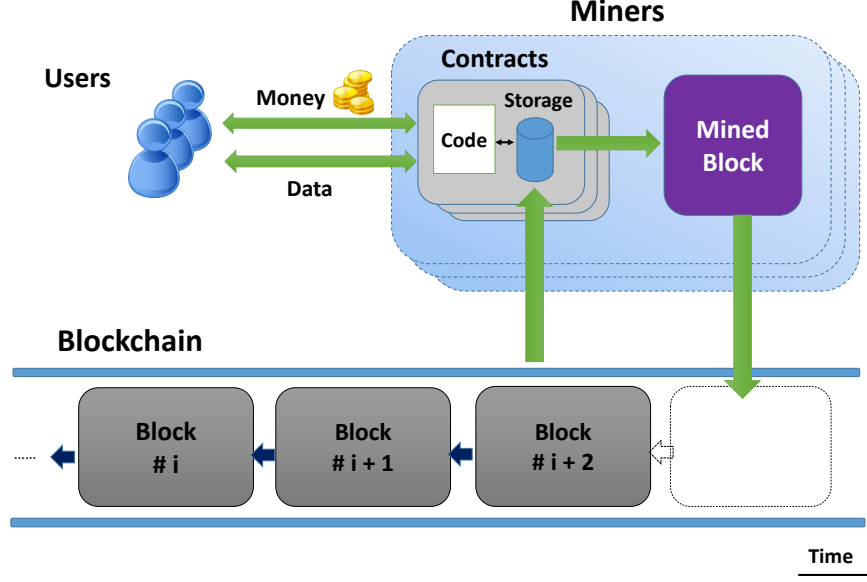 Miners
Users
Contracts
Money
Storage
Code
Mined
Block
Data
Blockchain
Block
# i
Block
# i + 1
Block
# i + 2
......
Time